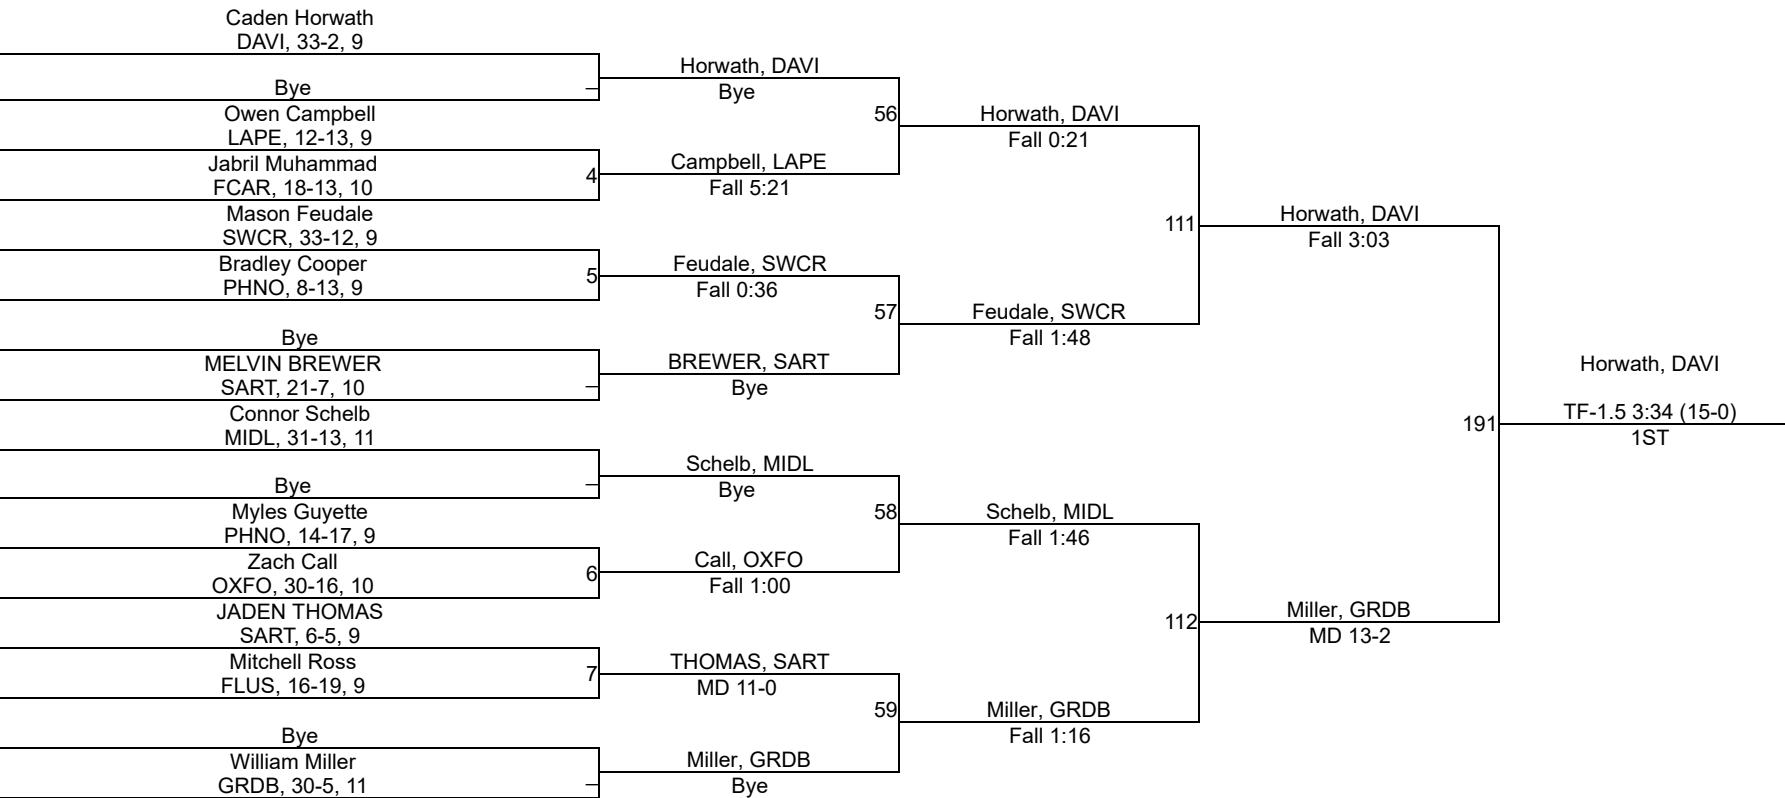 Caden Horwath
DAVI, 33-2, 9
Bye
Owen Campbell
LAPE, 12-13, 9
Jabril Muhammad
FCAR, 18-13, 10
4
Mason Feudale
SWCR, 33-12, 9
Bradley Cooper
PHNO, 8-13, 9
5
Bye
MELVIN BREWER
SART, 21-7, 10
Connor Schelb
MIDL, 31-13, 11
Bye
Myles Guyette
PHNO, 14-17, 9
Zach Call
OXFO, 30-16, 10
6
JADEN THOMAS
SART, 6-5, 9
Mitchell Ross
FLUS, 16-19, 9
7
Bye
William Miller
GRDB, 30-5, 11
Horwath, DAVI
Bye
56
Campbell, LAPE
Fall 5:21
Feudale, SWCR
Fall 0:36
57
BREWER, SART
Bye
Schelb, MIDL
Bye
58
Call, OXFO
Fall 1:00
THOMAS, SART
MD 11-0
59
Miller, GRDB
Bye
Horwath, DAVI
Fall 0:21
111
Feudale, SWCR
Fall 1:48
Schelb, MIDL
Fall 1:46
112
Miller, GRDB
Fall 1:16
Horwath, DAVI
Fall 3:03
191
Miller, GRDB
MD 13-2
Horwath, DAVI
TF-1.5 3:34 (15-0)
1ST